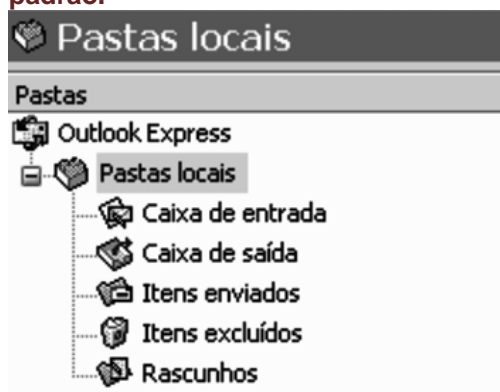 padrão.
Pastas locais
Pastas
Outlook Express
Pastas locais
Caixa de entrada
Caixa de saída
Itens enviados
Itens excluídos
Rascunhos